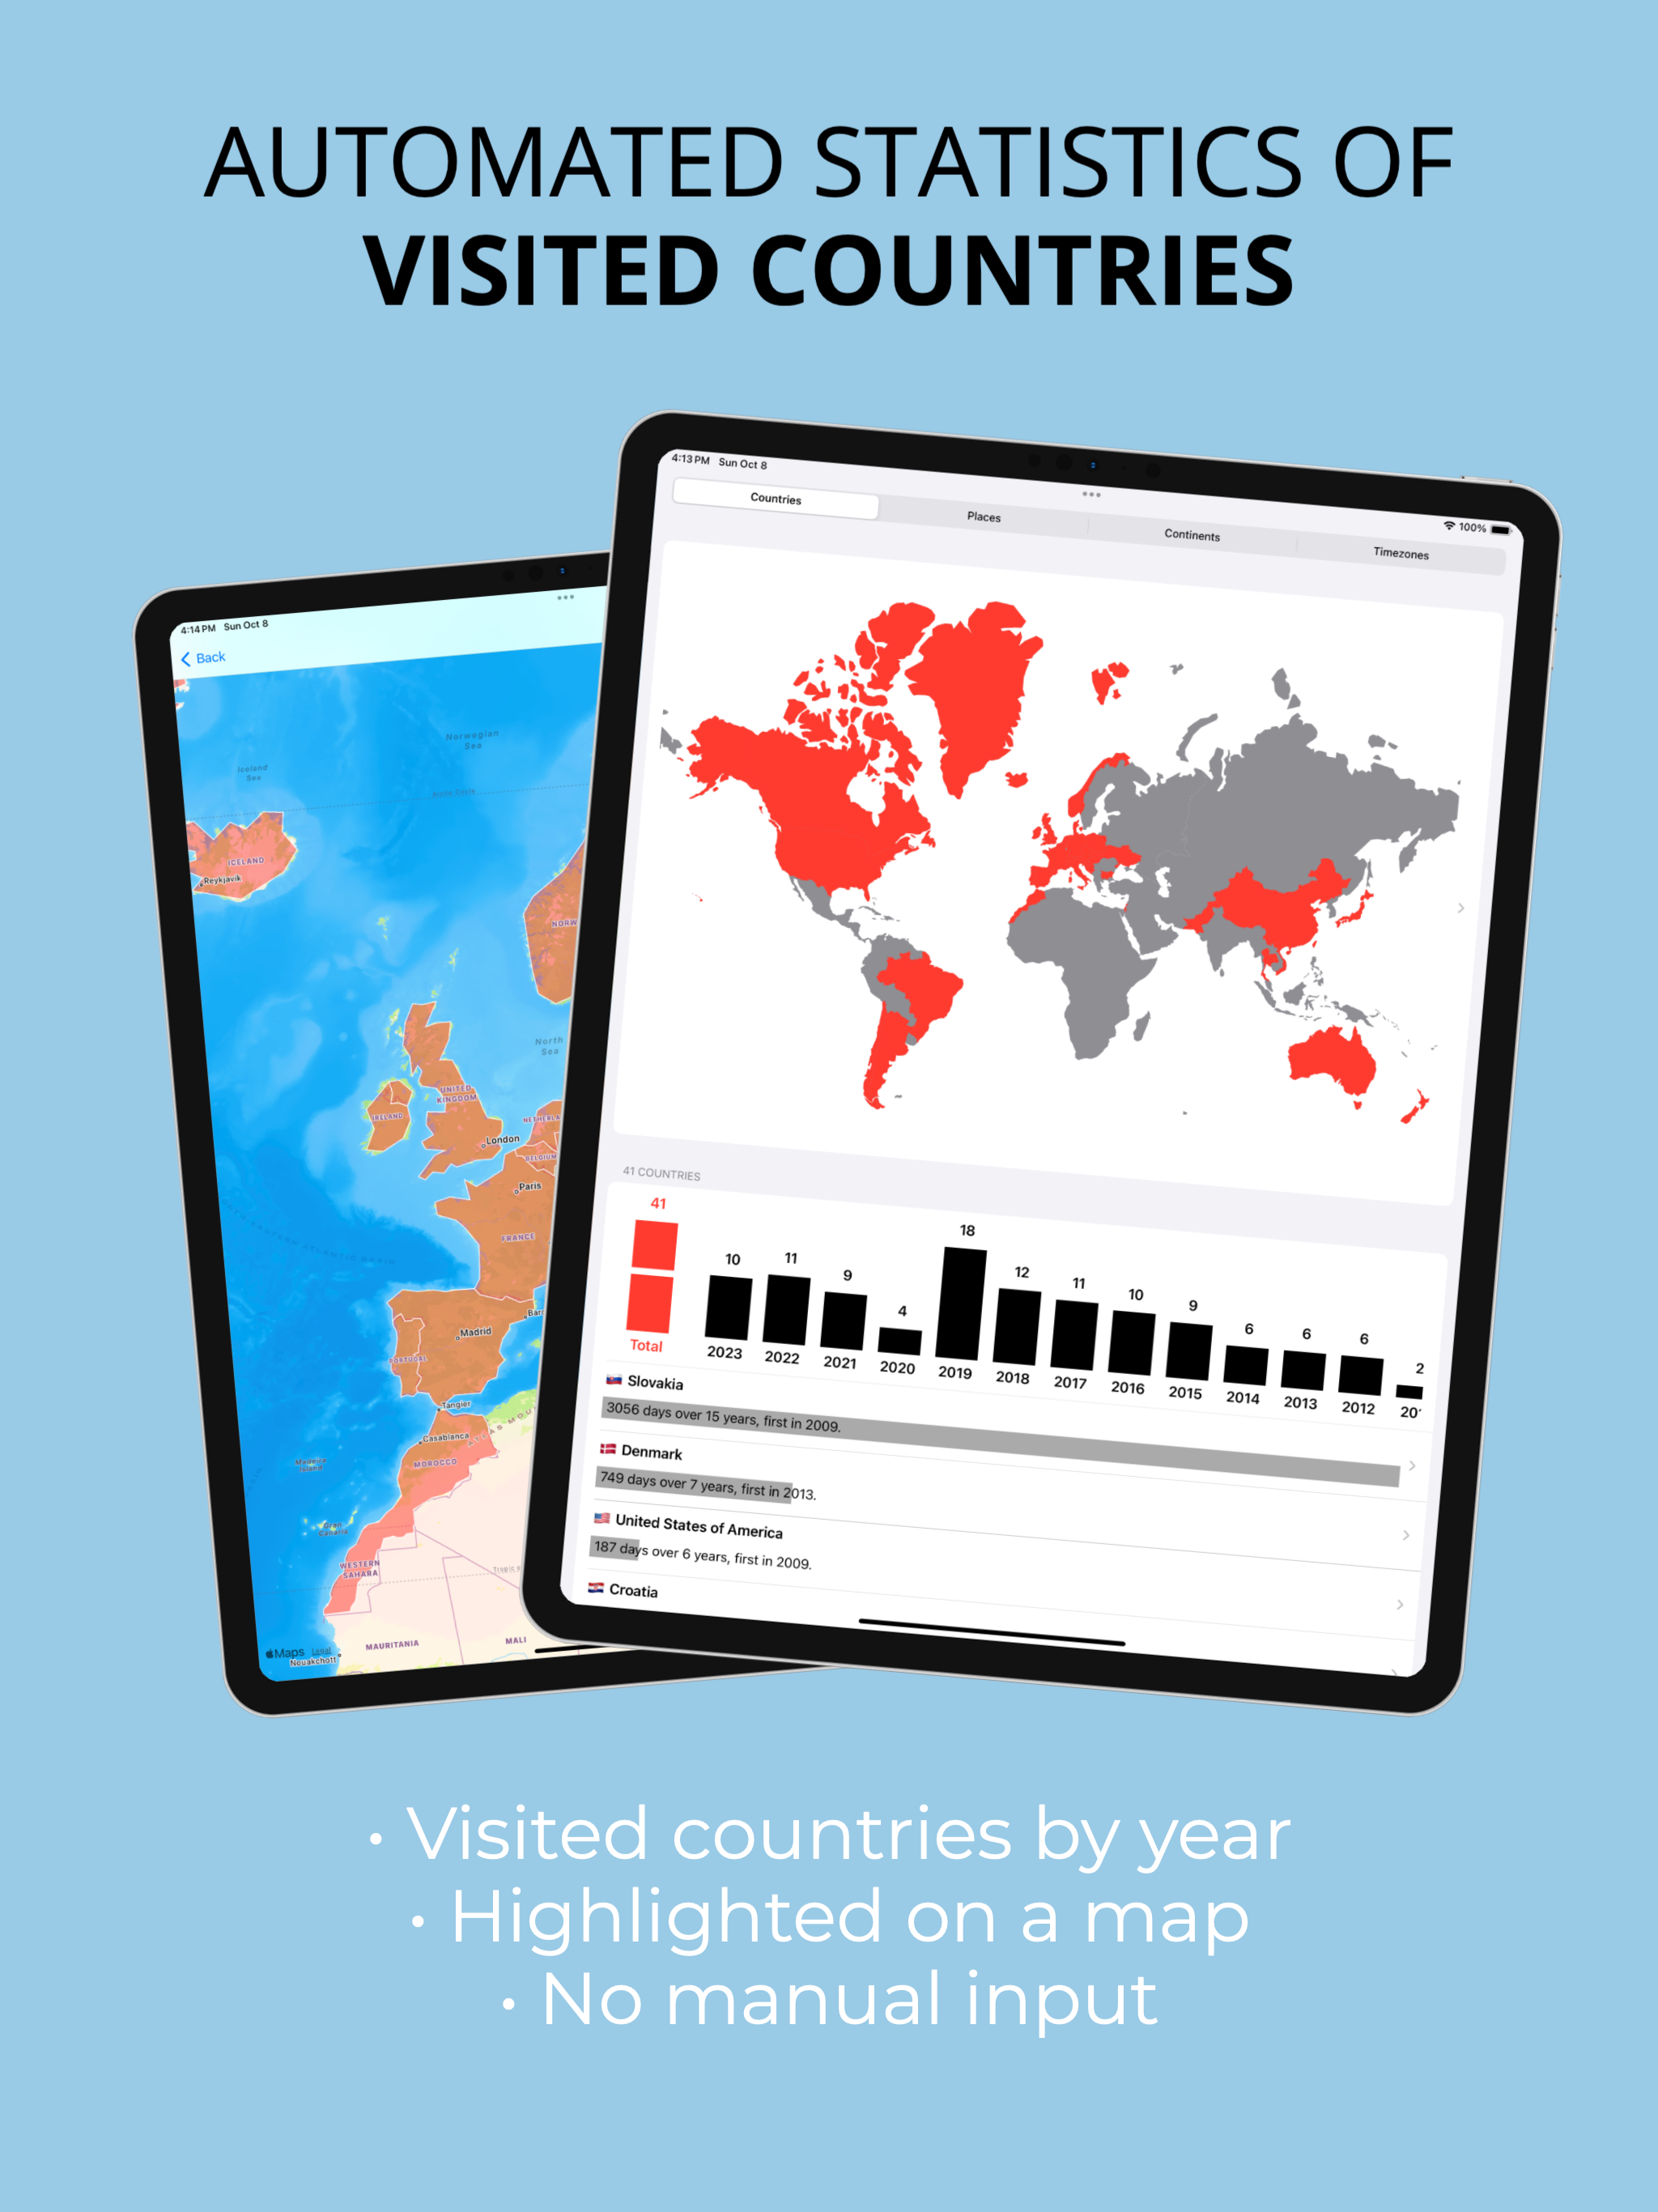 AUTOMATED STATISTICS OF
VISITED COUNTRIES
4:13 PM Sun Oct 8
100%
Countries
Places
Continents
Timezones
41 COUNTRIES
41
10
11
9
4
18
12
11
10
9
6
6
6
2
Total
2023
2022
2021
2020
2019
2018
2017
2016
2015
2014
2013
2012
20
Slovakia
3056 days over 15 years, first in 2009.
Denmark
749 days over 7 years, first in 2013.
United States of America
187 days over 6 years, first in 2009.
Croatia
4:14 PM Sun Oct 8
Back
Norwegian
Sea
Iceland
Sea
Arctic Circle
ICELAND
Reykjavik
NORW
North
Sea
UNITED
KINGDOM
IRELAND
London
NETHERLA
BELGIUM
Paris
FRANCE
Barc
Madrid
PORTUGAL
Tangier
Casablanca
MOROCCO
Madeira
Island
Gran
Canaria
WESTERN
SAHARA
Tropic
MAURITANIA
MALI
Maps Legal
Nouakchott
• Visited countries by year
• Highlighted on a map
• No manual input